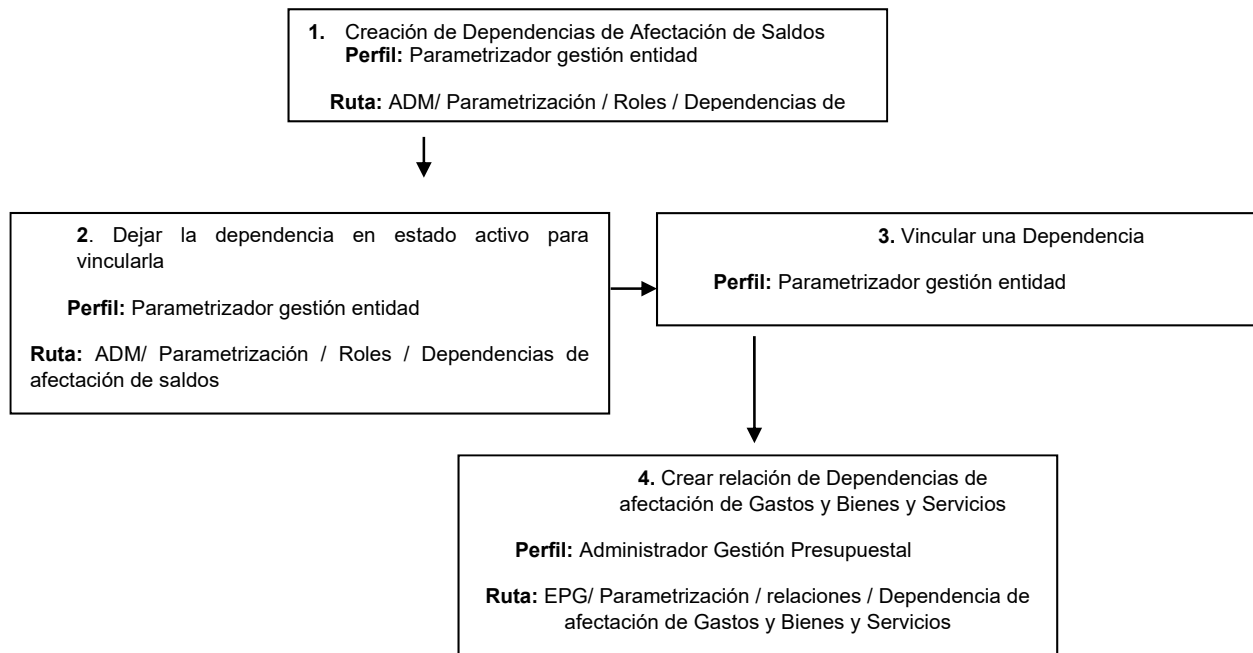 1. Creación de Dependencias de Afectación de Saldos
Perfil: Parametrizador gestión entidad
Ruta: ADM/ Parametrización / Roles / Dependencias de
2. Dejar la dependencia en estado activo para
vincularla
Perfil: Parametrizador gestión entidad
Ruta: ADM/ Parametrización / Roles / Dependencias de
afectación de saldos
3. Vincular una Dependencia
Perfil: Parametrizador gestión entidad
4. Crear relación de Dependencias de
afectación de Gastos y Bienes y Servicios
Perfil: Administrador Gestión Presupuestal
Ruta: EPG/ Parametrización / relaciones / Dependencia de
afectación de Gastos y Bienes y Servicios